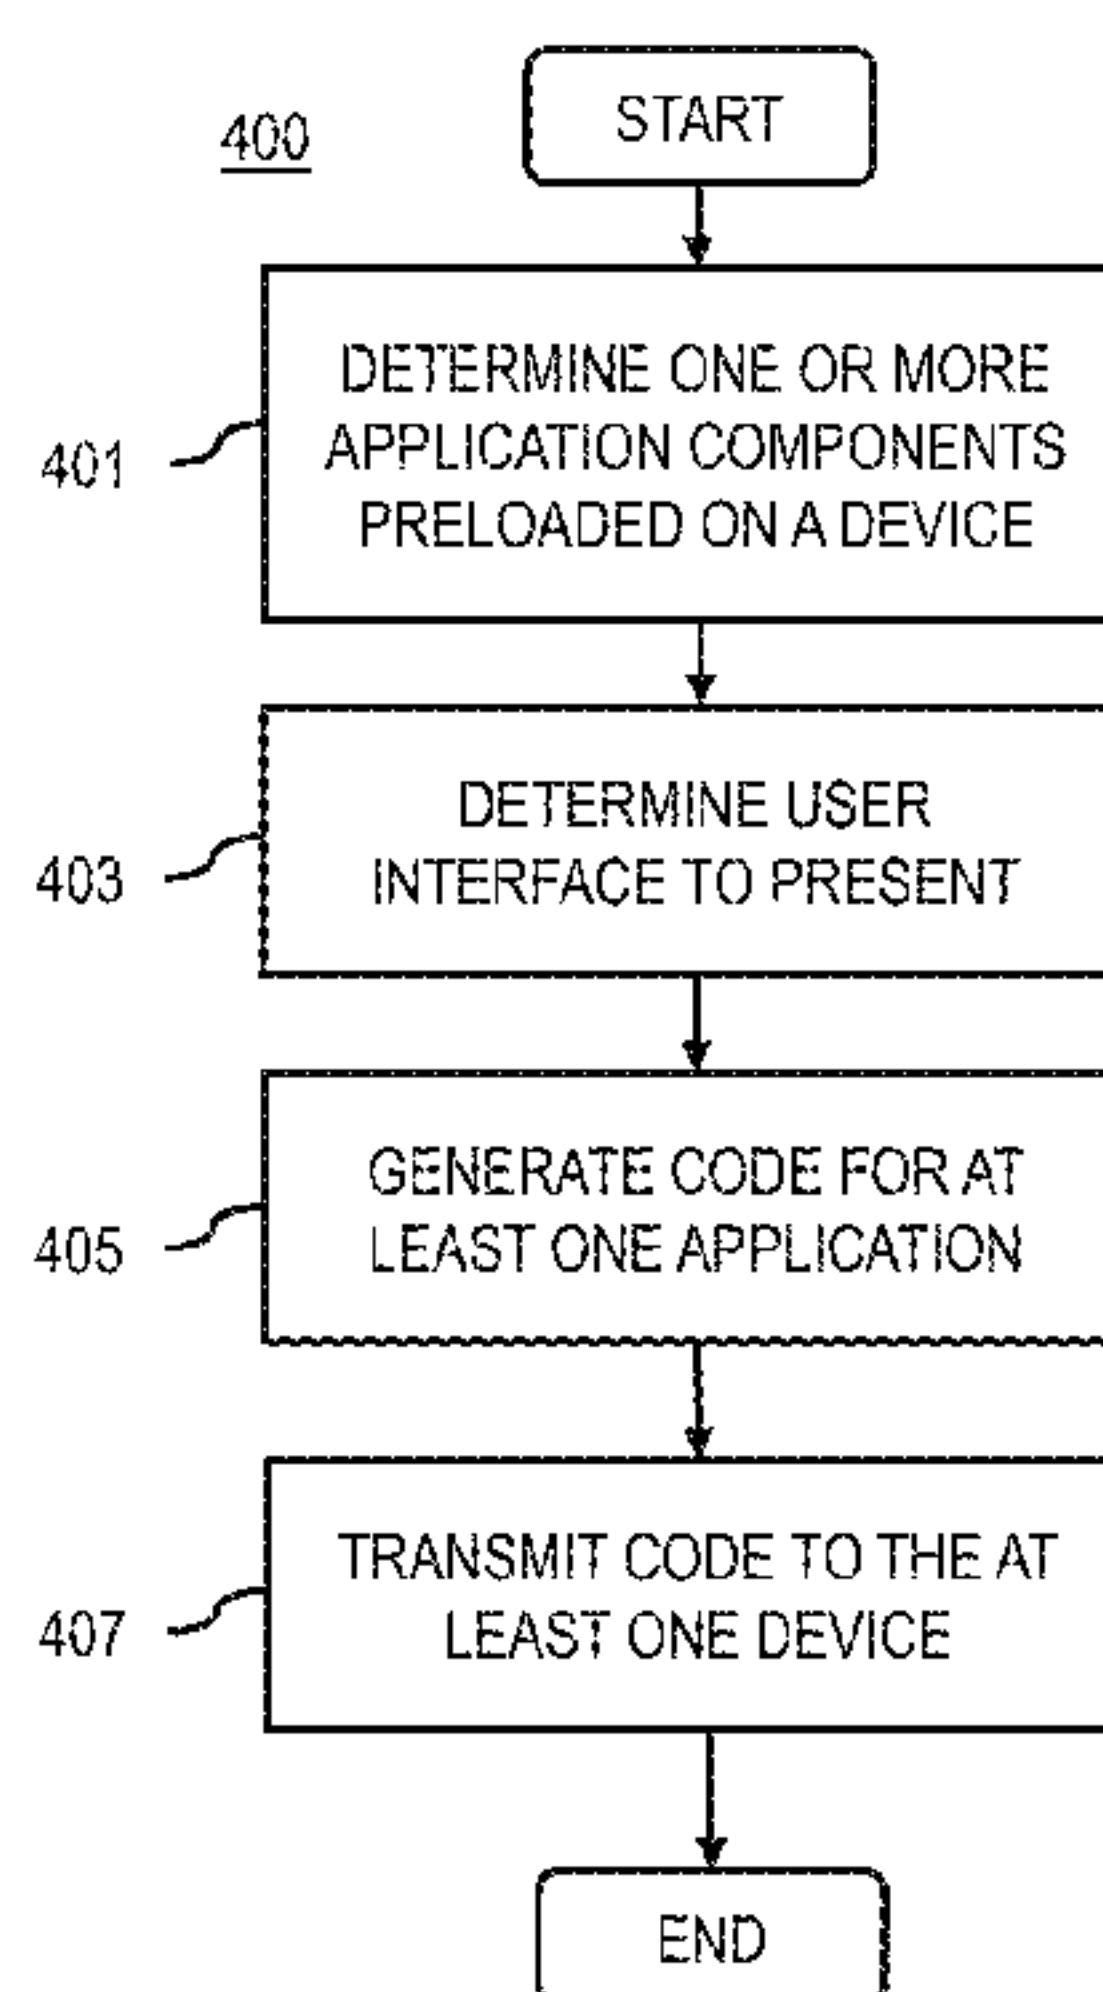 400
START
401
DETERMINE ONE OR MORE
APPLICATION COMPONENTS
PRELOADED ON A DEVICE
403
DETERMINE USER
INTERFACE TO PRESENT
405
GENERATE CODE FOR AT
LEAST ONE APPLICATION
407
TRANSMIT CODE TO THE AT
LEAST ONE DEVICE
END